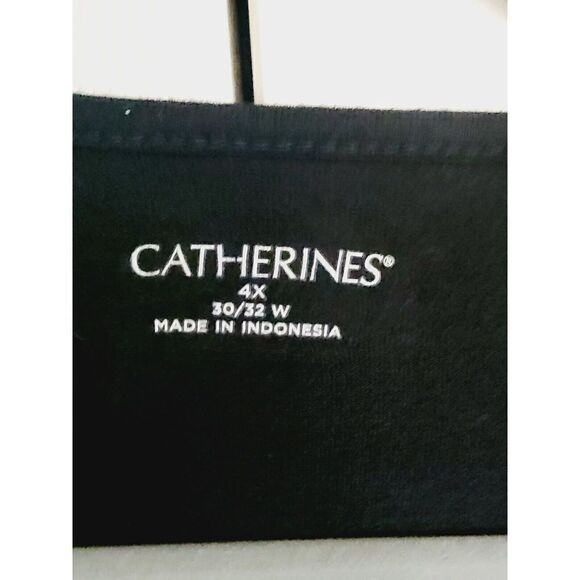 CATHERINES®
4X
30/32 W
MADE IN INDONESIA